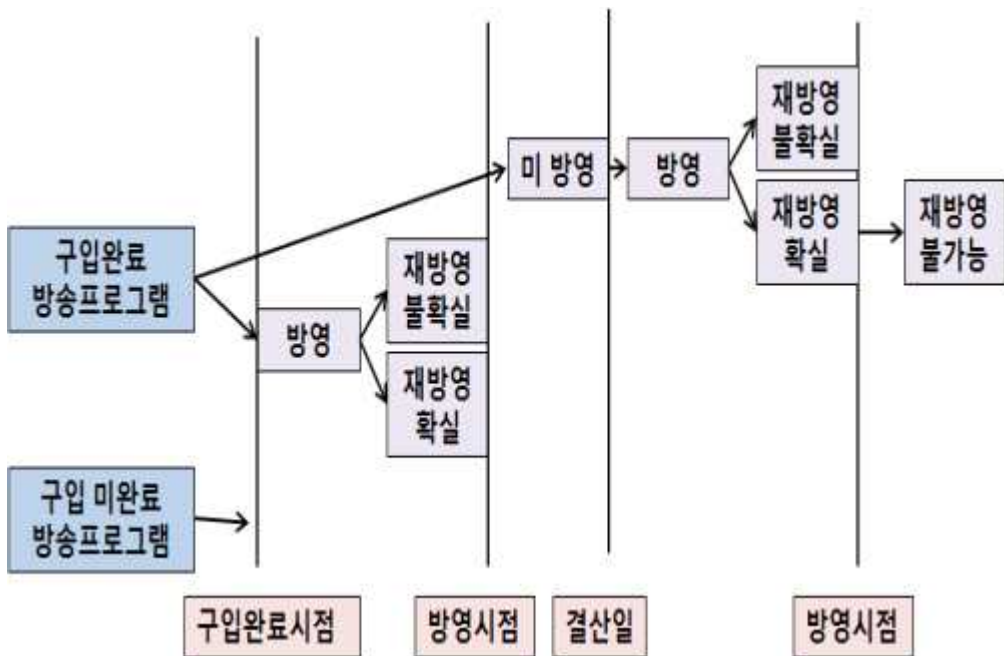 재방영
불확실
미 방영
방영
재방영
확실
재방영
불가능
구입완료
방송프로그램
재방영
불확실
방영
재방영
확실
구입 미완료
방송프로그램
구입완료시점
방영시점
결산일
방영시점